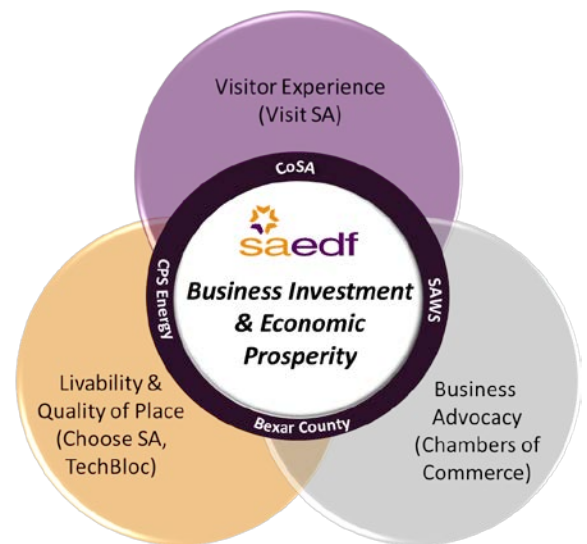 Visitor Experience
(Visit SA)
CoSA
CPS Energy
SAWS
saedf
Business Investment
& Economic
Prosperity
Bexar County
Livability &
Quality of Place
(Choose SA,
TechBloc)
Business
Advocacy
(Chambers of
Commerce)